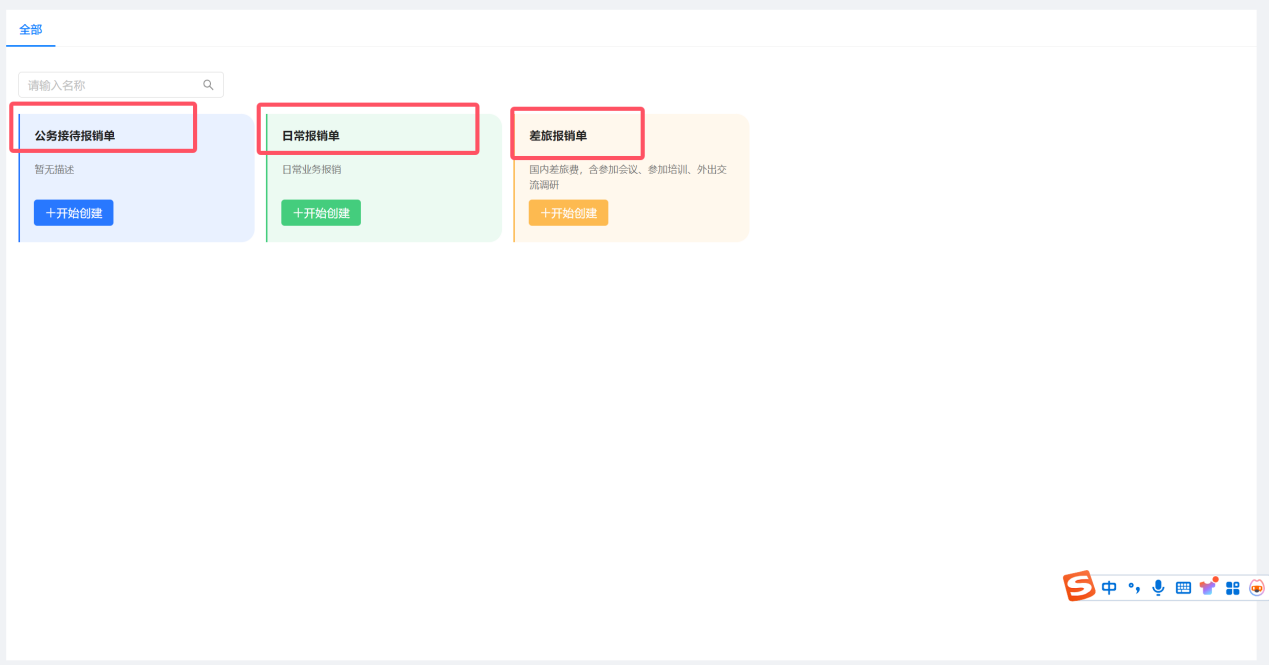 全部
请输入名称
公务接待报销单
暂无描述
十开始创建
日常报销单
日常业务报销
十开始创建
差旅报销单
国内差旅费，含参加会议、参加培训、外出交
流调研
十开始创建
S 中 °,